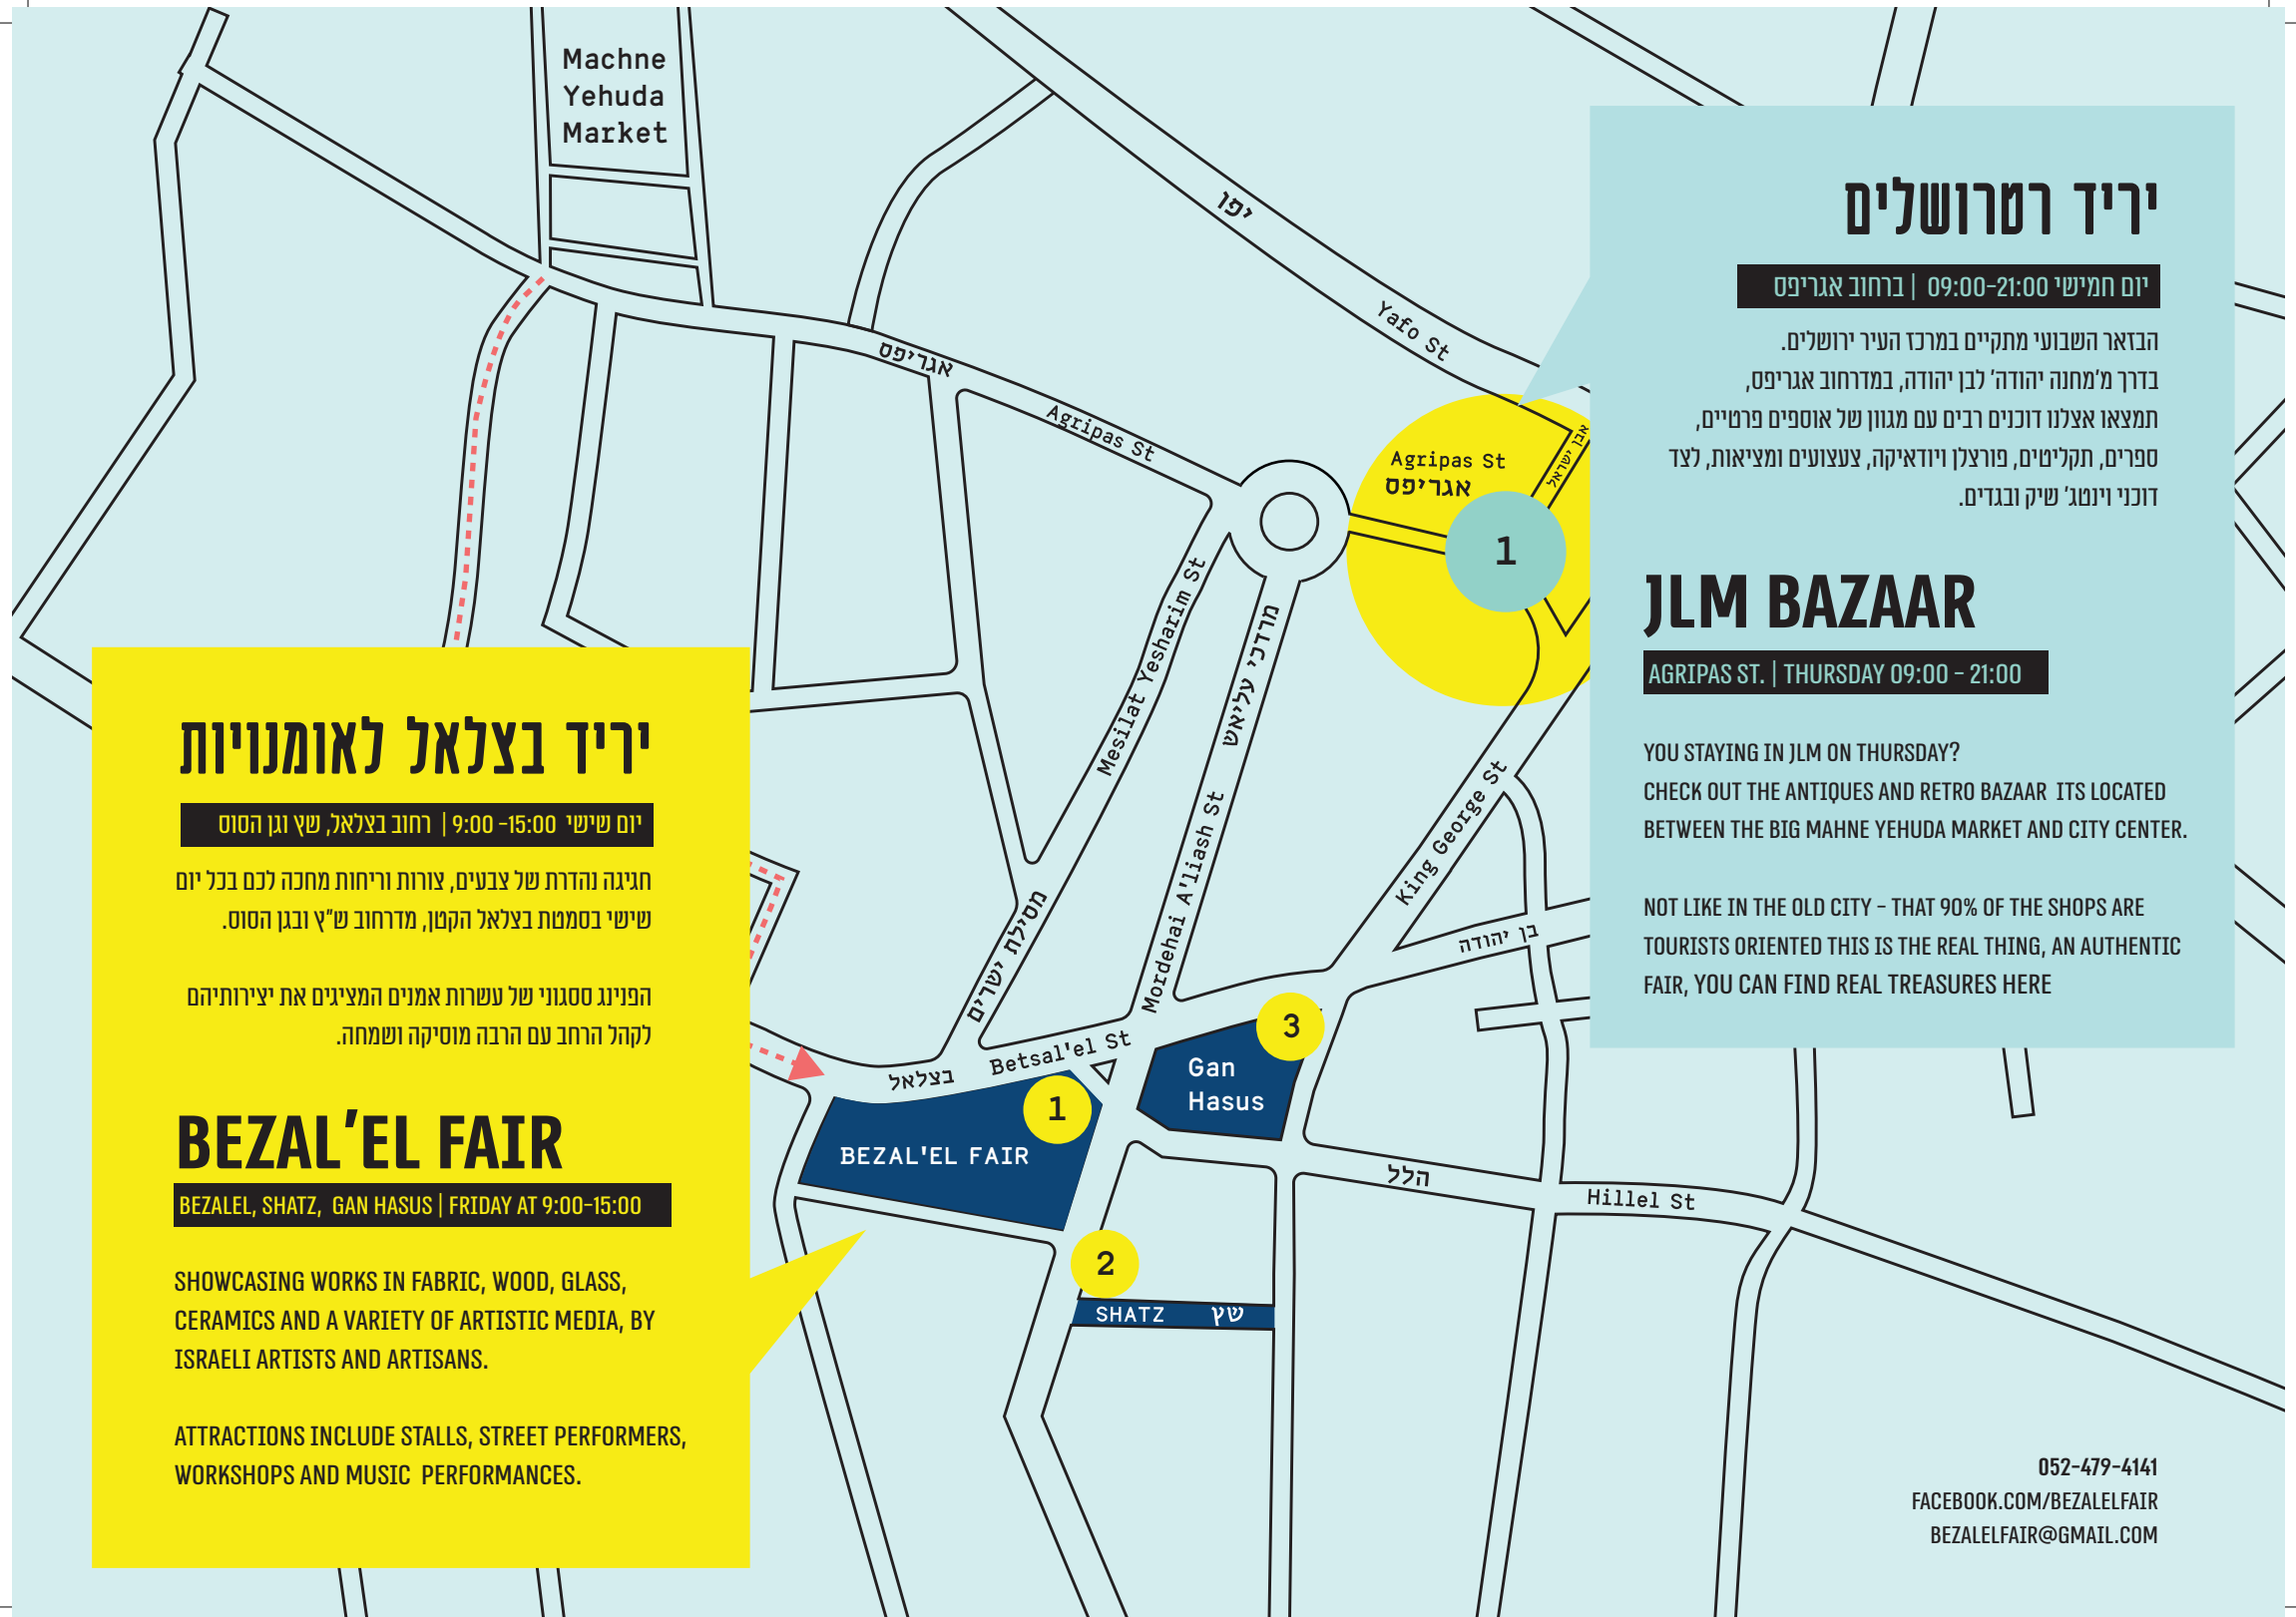 Machne
Yehuda
Market
יפו
Yafo St
אגריפס
Agripas St
Agripas St
אגריפס
אבן ישראל
1
Mesilat Yesharim St
מסילת ישרים
מרדכי עליאש
Mordehai A'liash St
King George St
בן יהודה
בצלאל
Betsal'el St
1
BEZAL'EL FAIR
3
Gan
Hasus
2
SHATZ שץ
הלל
Hillel St
יריד רטרושלים
יום חמישי 09:00-21:00 | ברחוב אגריפס
הבזאר השבועי מתקיים במרכז העיר ירושלים.
בדרך מ'מחנה יהודה' לבן יהודה, במדרחוב אגריפס,
תמצאו אצלנו דוכנים רבים עם מגוון של אוספים פרטיים,
ספרים, תקליטים, פורצלן ויודאיקה, צעצועים ומציאות, לצד
דוכני וינטג' שיק ובגדים.
JLM BAZAAR
AGRIPAS ST. | THURSDAY 09:00 - 21:00
YOU STAYING IN JLM ON THURSDAY?
CHECK OUT THE ANTIQUES AND RETRO BAZAAR ITS LOCATED
BETWEEN THE BIG MAHNE YEHUDA MARKET AND CITY CENTER.
NOT LIKE IN THE OLD CITY - THAT 90% OF THE SHOPS ARE
TOURISTS ORIENTED THIS IS THE REAL THING, AN AUTHENTIC
FAIR, YOU CAN FIND REAL TREASURES HERE
יריד בצלאל לאומנויות
יום שישי 9:00 -15:00 | רחוב בצלאל, שץ וגן הסוס
חגיגה נהדרת של צבעים, צורות וריחות מחכה לכם בכל יום
שישי בסמטת בצלאל הקטן, מדרחוב ש"ץ ובגן הסוס.
הפנינג ססגוני של עשרות אמנים המציגים את יצירותיהם
לקהל הרחב עם הרבה מוסיקה ושמחה.
BEZAL'EL FAIR
BEZALEL, SHATZ, GAN HASUS | FRIDAY AT 9:00-15:00
SHOWCASING WORKS IN FABRIC, WOOD, GLASS,
CERAMICS AND A VARIETY OF ARTISTIC MEDIA, BY
ISRAELI ARTISTS AND ARTISANS.
ATTRACTIONS INCLUDE STALLS, STREET PERFORMERS,
WORKSHOPS AND MUSIC PERFORMANCES.
052-479-4141
FACEBOOK.COM/BEZALELFAIR
BEZALELFAIR@GMAIL.COM